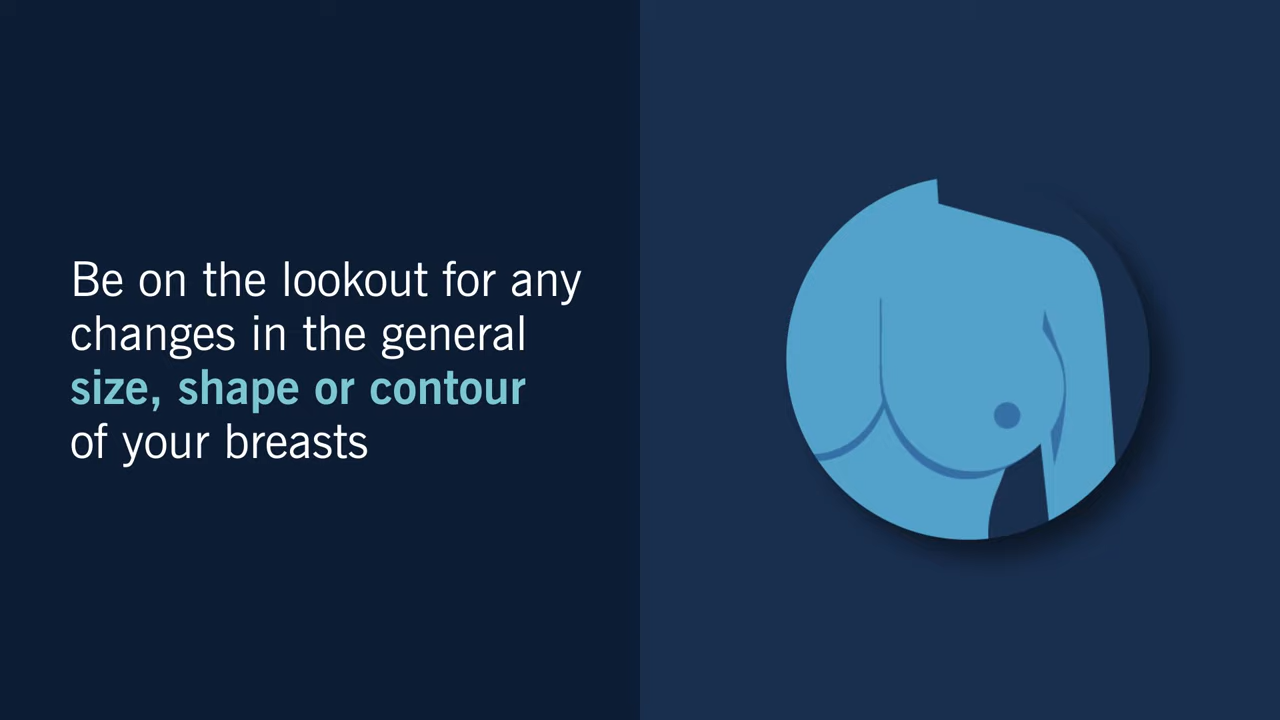 Be on the lookout for any
changes in the general
size, shape or contour
of your breasts